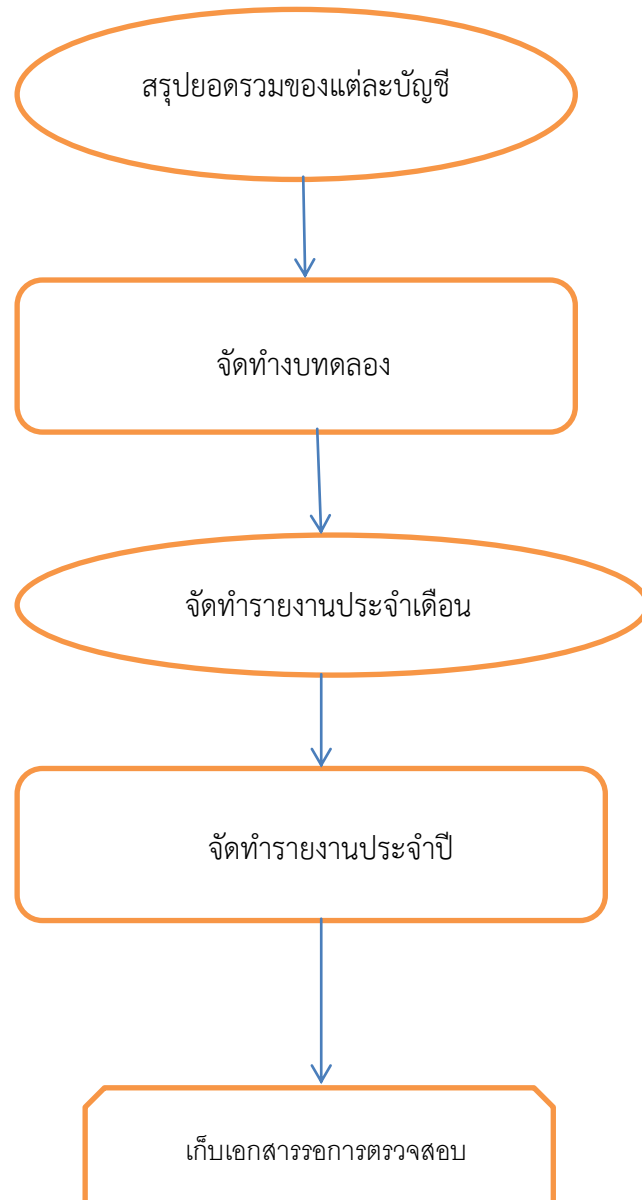 สรุปยอดรวมของแต่ละบัญชี
จัดทำงบทดลอง
จัดทำรายงานประจำเดือน
จัดทำรายงานประจำปี
เก็บเอกสารรอการตรวจสอบ